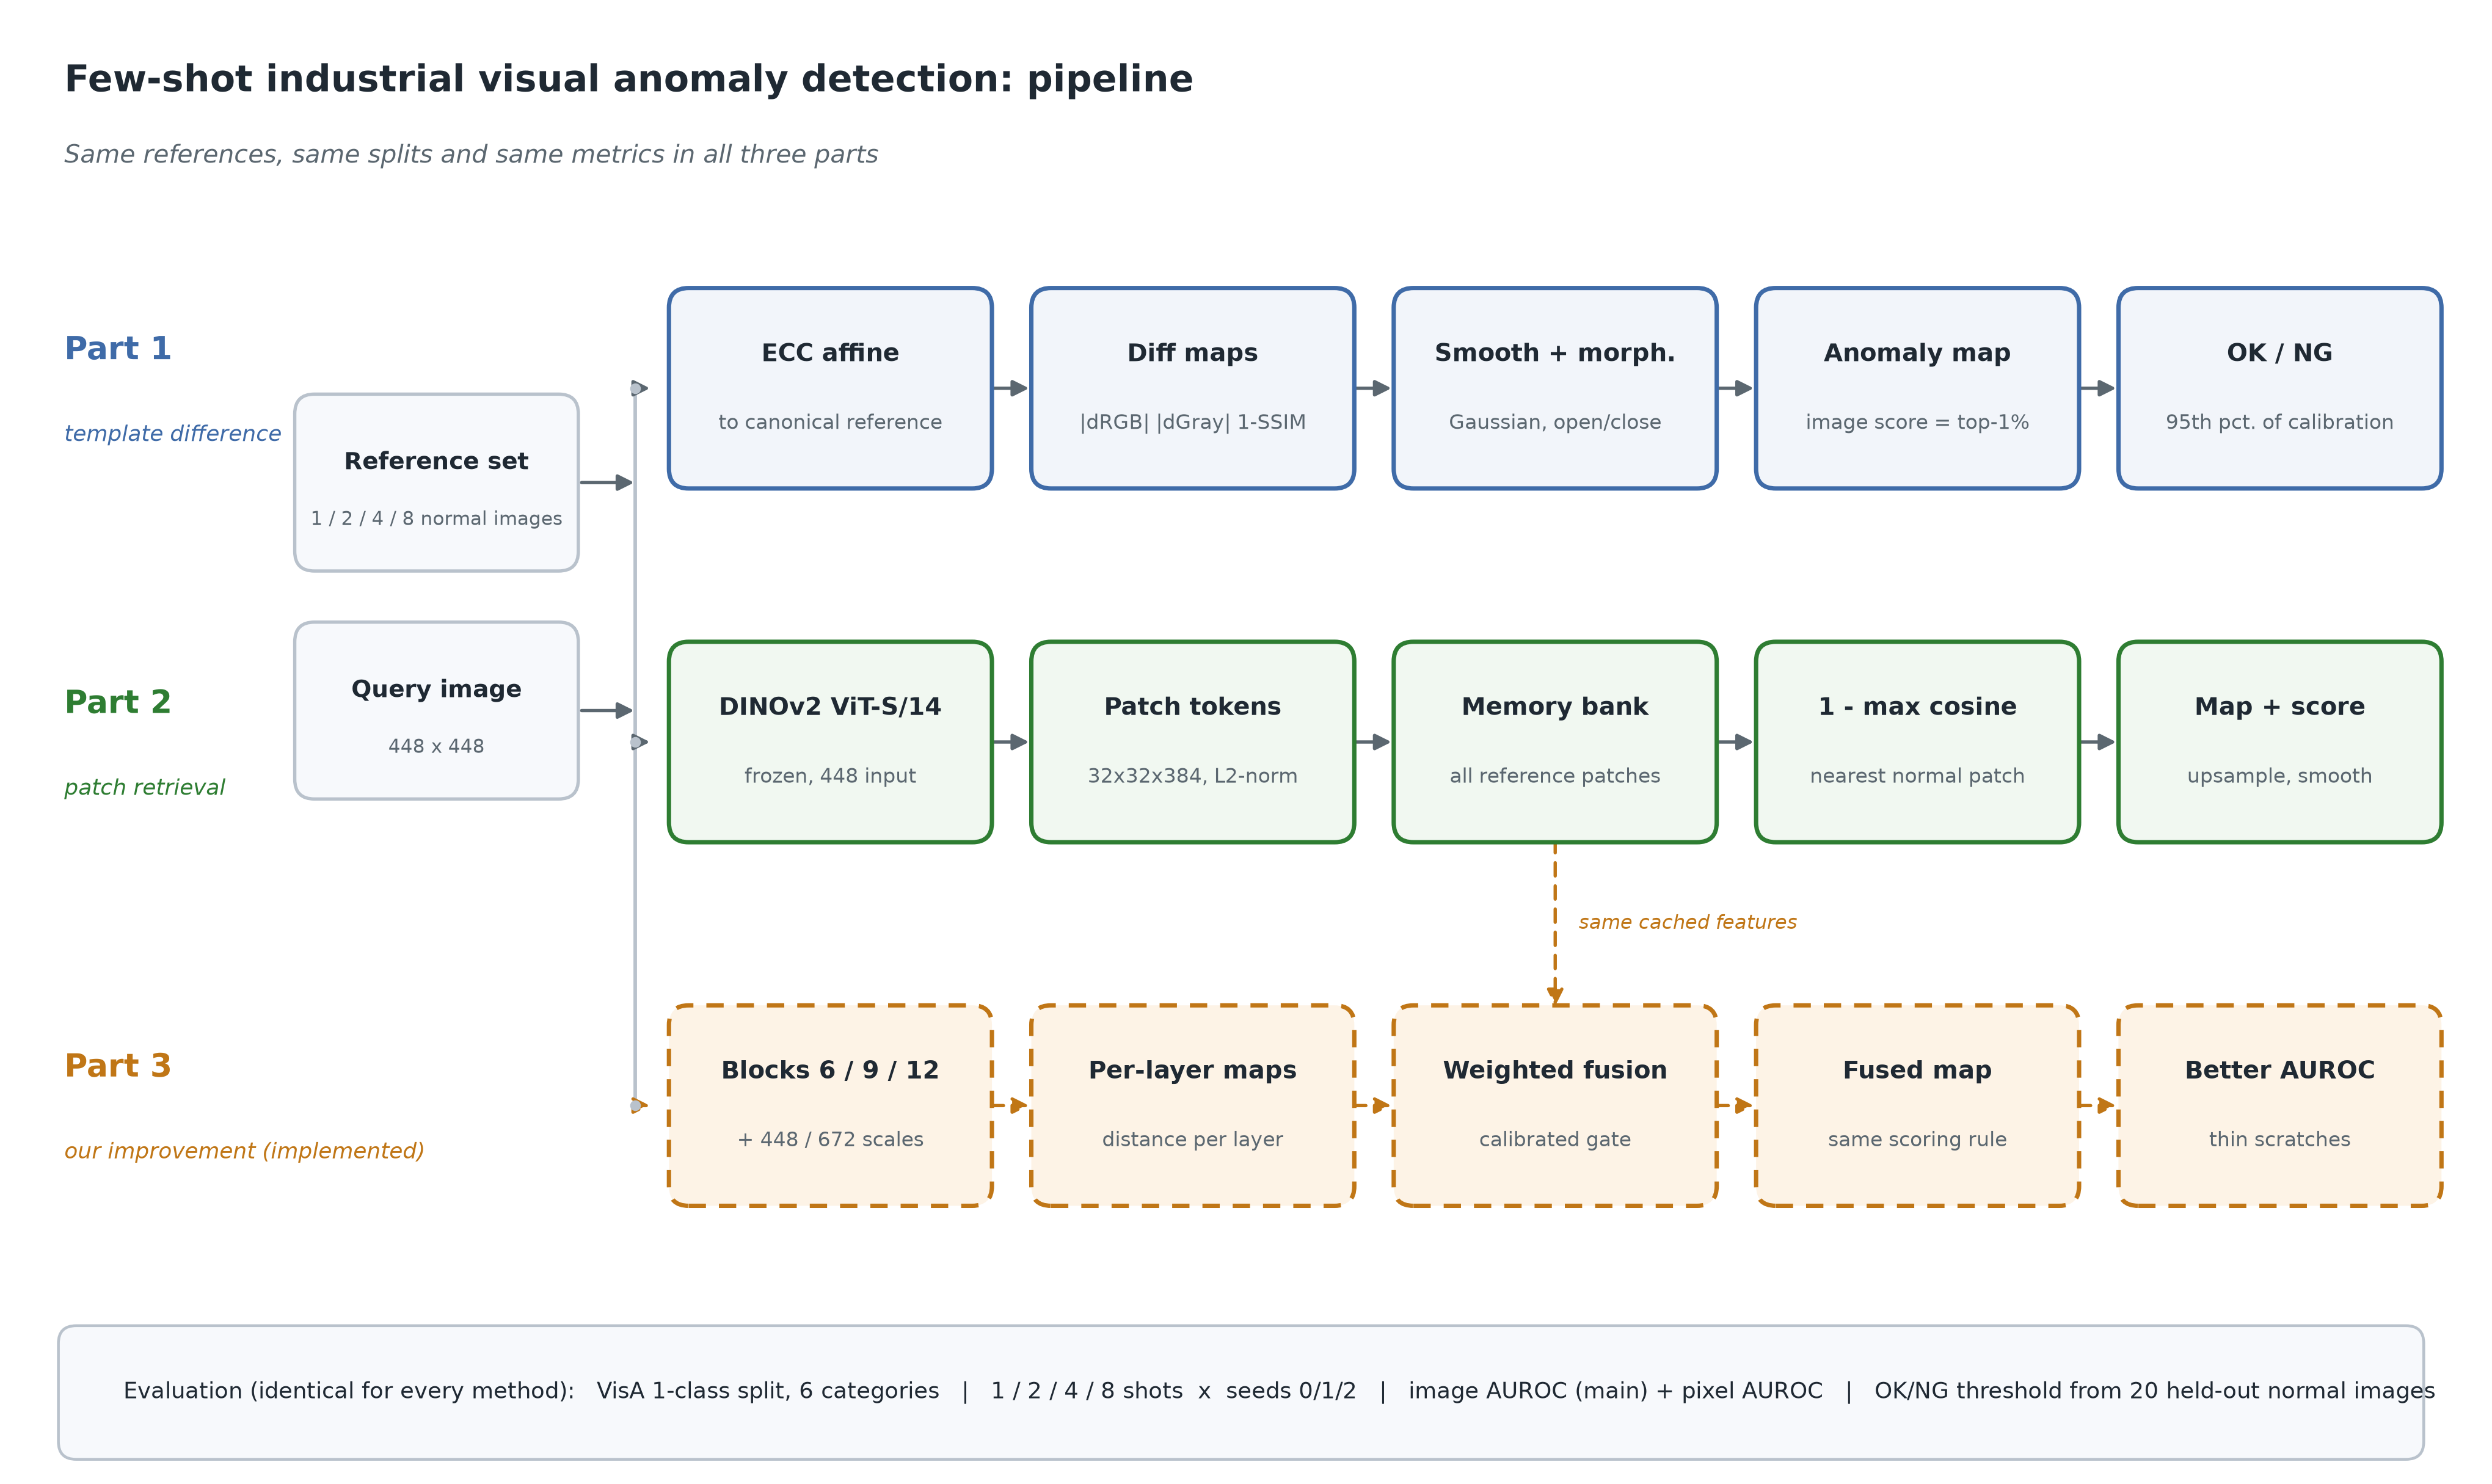 Few-shot industrial visual anomaly detection: pipeline
Same references, same splits and same metrics in all three parts
Part 1
template difference
Reference set
1 / 2 / 4 / 8 normal images
ECC affine
to canonical reference
Diff maps
|dRGB| |dGray| 1-SSIM
Smooth + morph.
Gaussian, open/close
Anomaly map
image score = top-1%
OK / NG
95th pct. of calibration
Query image
448 x 448
Part 2
patch retrieval
DINOv2 ViT-S/14
frozen, 448 input
Patch tokens
32x32x384, L2-norm
Memory bank
all reference patches
1 - max cosine
nearest normal patch
Map + score
upsample, smooth
same cached features
Part 3
our improvement (implemented)
Blocks 6 / 9 / 12
+ 448 / 672 scales
Per-layer maps
distance per layer
Weighted fusion
calibrated gate
Fused map
same scoring rule
Better AUROC
thin scratches
Evaluation (identical for every method):   VisA 1-class split, 6 categories   |   1 / 2 / 4 / 8 shots  x  seeds 0/1/2   |   image AUROC (main) + pixel AUROC   |   OK/NG threshold from 20 held-out normal images